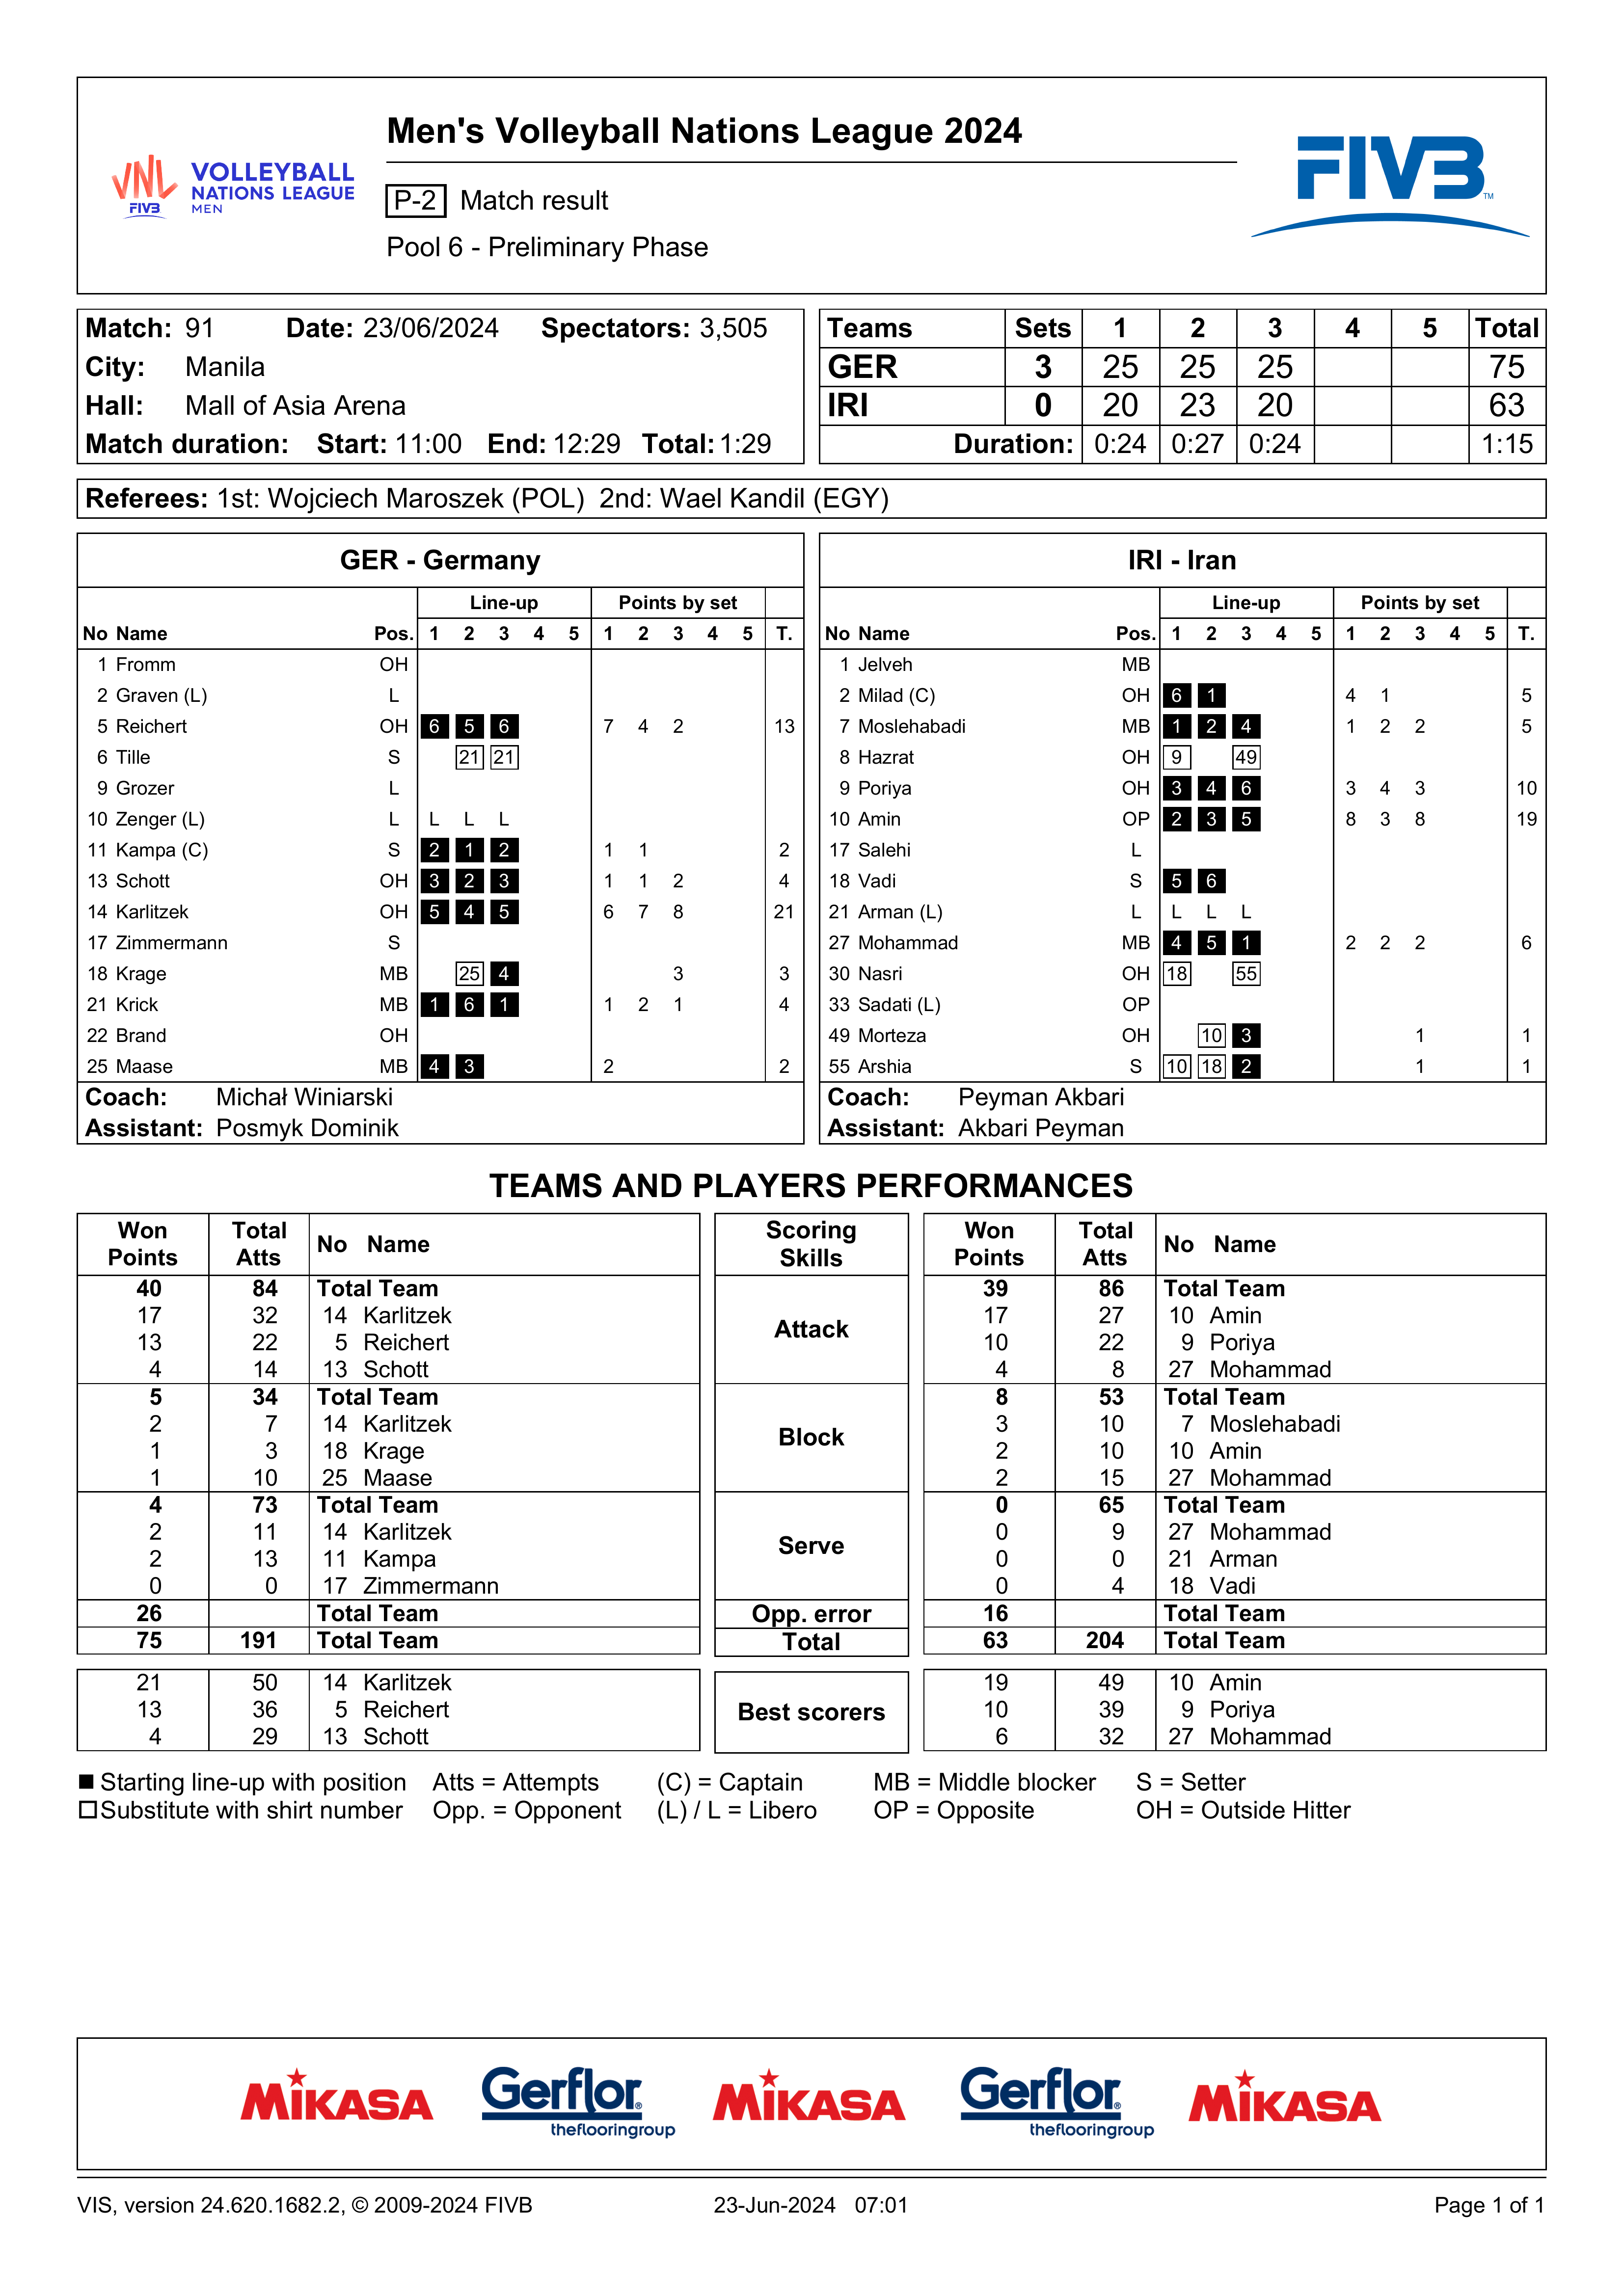 VNL
FIVB
VOLLEYBALL
NATIONS LEAGUE
MEN
Men's Volleyball Nations League 2024
P-2 Match result
Pool 6 - Preliminary Phase
FIVB TM
Match: 91 Date: 23/06/2024 Spectators: 3,505
City: Manila
Hall: Mall of Asia Arena
Match duration: Start: 11:00 End: 12:29 Total: 1:29
Teams Sets 1 2 3 4 5 Total
GER 3 25 25 25 75
IRI 0 20 23 20 63
Duration: 0:24 0:27 0:24 1:15
Referees: 1st: Wojciech Maroszek (POL) 2nd: Wael Kandil (EGY)
GER - Germany
Line-up Points by set
No Name Pos. 1 2 3 4 5 1 2 3 4 5 T.
1 Fromm OH
2 Graven (L) L
5 Reichert OH 6 5 6 7 4 2 13
6 Tille S 21 21
9 Grozer L
10 Zenger (L) L L L L
11 Kampa (C) S 2 1 2 1 1 2
13 Schott OH 3 2 3 1 1 2 4
14 Karlitzek OH 5 4 5 6 7 8 21
17 Zimmermann S
18 Krage MB 25 4 3 3
21 Krick MB 1 6 1 1 2 1 4
22 Brand OH
25 Maase MB 4 3 2 2
Coach: Michał Winiarski
Assistant: Posmyk Dominik
IRI - Iran
Line-up Points by set
No Name Pos. 1 2 3 4 5 1 2 3 4 5 T.
1 Jelveh MB
2 Milad (C) OH 6 1 4 1 5
7 Moslehabadi MB 1 2 4 1 2 2 5
8 Hazrat OH 9 49
9 Poriya OH 3 4 6 3 4 3 10
10 Amin OP 2 3 5 8 3 8 19
17 Salehi L
18 Vadi S 5 6
21 Arman (L) L L L L
27 Mohammad MB 4 5 1 2 2 2 6
30 Nasri OH 18 55
33 Sadati (L) OP
49 Morteza OH 10 3 1 1
55 Arshia S 10 18 2 1 1
Coach: Peyman Akbari
Assistant: Akbari Peyman
TEAMS AND PLAYERS PERFORMANCES
Won Points Total Atts No Name Scoring Skills Won Points Total Atts No Name
40 84 Total Team Attack 39 86 Total Team
17 32 14 Karlitzek 17 27 10 Amin
13 22 5 Reichert 10 22 9 Poriya
4 14 13 Schott 4 8 27 Mohammad
5 34 Total Team Block 8 53 Total Team
2 7 14 Karlitzek 3 10 7 Moslehabadi
1 3 18 Krage 2 10 10 Amin
1 10 25 Maase 2 15 27 Mohammad
4 73 Total Team Serve 0 65 Total Team
2 11 14 Karlitzek 0 9 27 Mohammad
2 13 11 Kampa 0 0 21 Arman
0 0 17 Zimmermann 0 4 18 Vadi
26 Total Team Opp. error 16 Total Team
75 191 Total Team Total 63 204 Total Team
21 50 14 Karlitzek Best scorers 19 49 10 Amin
13 36 5 Reichert 10 39 9 Poriya
4 29 13 Schott 6 32 27 Mohammad
Starting line-up with position Atts = Attempts (C) = Captain MB = Middle blocker S = Setter
Substitute with shirt number Opp. = Opponent (L) / L = Libero OP = Opposite OH = Outside Hitter
MIKASA Gerflor® theflooringgroup MIKASA Gerflor® theflooringgroup MIKASA
VIS, version 24.620.1682.2, © 2009-2024 FIVB 23-Jun-2024 07:01 Page 1 of 1